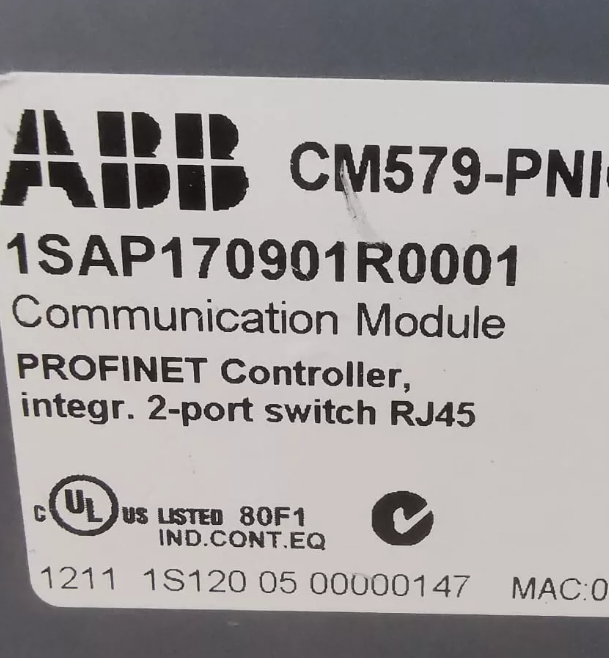 ABB CM579-PNI
1SAP170901R0001
Communication Module
PROFINET Controller,
integr. 2-port switch RJ45
C UL US LISTED 80F1
IND.CONT.EQ
1211 1S120 05 00000147 MAC:0